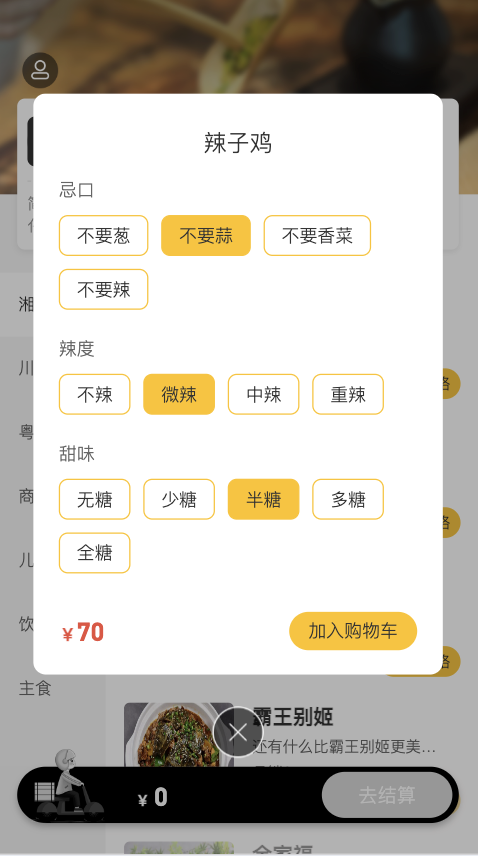 辣子鸡
忌口
不要葱 不要蒜 不要香菜
不要辣
辣度
不辣 微辣 中辣 重辣
甜味
无糖 少糖 半糖 多糖
全糖
¥70 加入购物车
湘
川
粤
商
儿
饮
主食
霸王别姬
还有什么比霸王别姬更美…
¥ 0 去结算
全家福